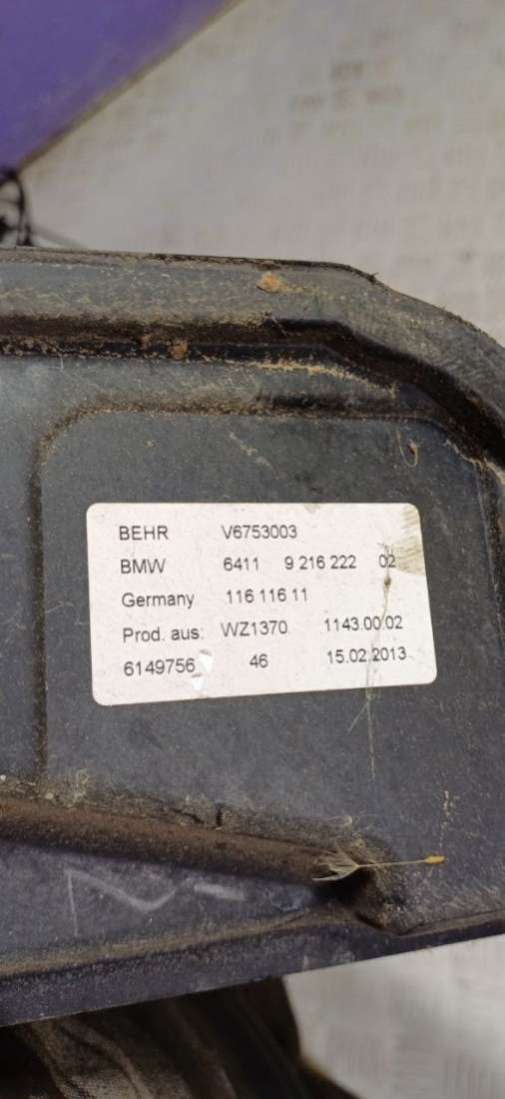 BEHR V6753003
BMW 6411 9 216 222 02
Germany 116 116 11
Prod. aus: WZ1370 1143.00.02
6149756 46 15.02.2013